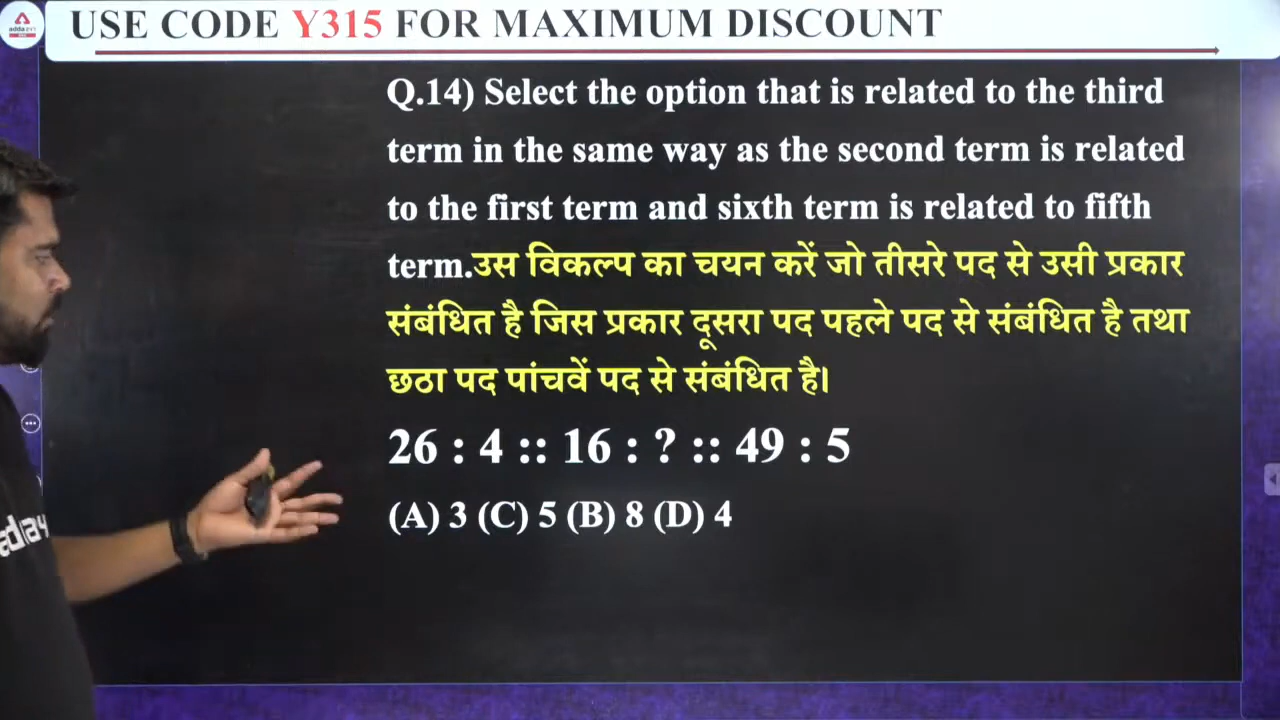 adda247
USE CODE Y315 FOR MAXIMUM DISCOUNT
Q.14) Select the option that is related to the third
term in the same way as the second term is related
to the first term and sixth term is related to fifth
term.उस विकल्प का चयन करें जो तीसरे पद से उसी प्रकार
संबंधित है जिस प्रकार दूसरा पद पहले पद से संबंधित है तथा
छठा पद पांचवें पद से संबंधित है।
26 : 4 :: 16 : ? :: 49 : 5
(A) 3 (C) 5 (B) 8 (D) 4